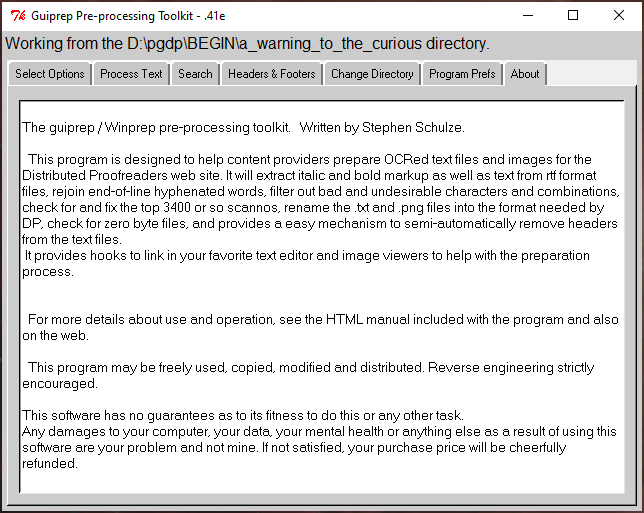 Guiprep Pre-processing Toolkit - .41e
Working from the D:\pgdp\BEGIN\a_warning_to_the_curious directory.
Select Options Process Text Search Headers & Footers Change Directory Program Prefs About
The guiprep / Winprep pre-processing toolkit. Written by Stephen Schulze.
This program is designed to help content providers prepare OCRed text files and images for the
Distributed Proofreaders web site. It will extract italic and bold markup as well as text from rtf format
files, rejoin end-of-line hyphenated words, filter out bad and undesirable characters and combinations,
check for and fix the top 3400 or so scannos, rename the .txt and .png files into the format needed by
DP, check for zero byte files, and provides a easy mechanism to semi-automatically remove headers
from the text files.
It provides hooks to link in your favorite text editor and image viewers to help with the preparation
process.
For more details about use and operation, see the HTML manual included with the program and also
on the web.
This program may be freely used, copied, modified and distributed. Reverse engineering strictly
encouraged.
This software has no guarantees as to its fitness to do this or any other task.
Any damages to your computer, your data, your mental health or anything else as a result of using this
software are your problem and not mine. If not satisfied, your purchase price will be cheerfully
refunded.